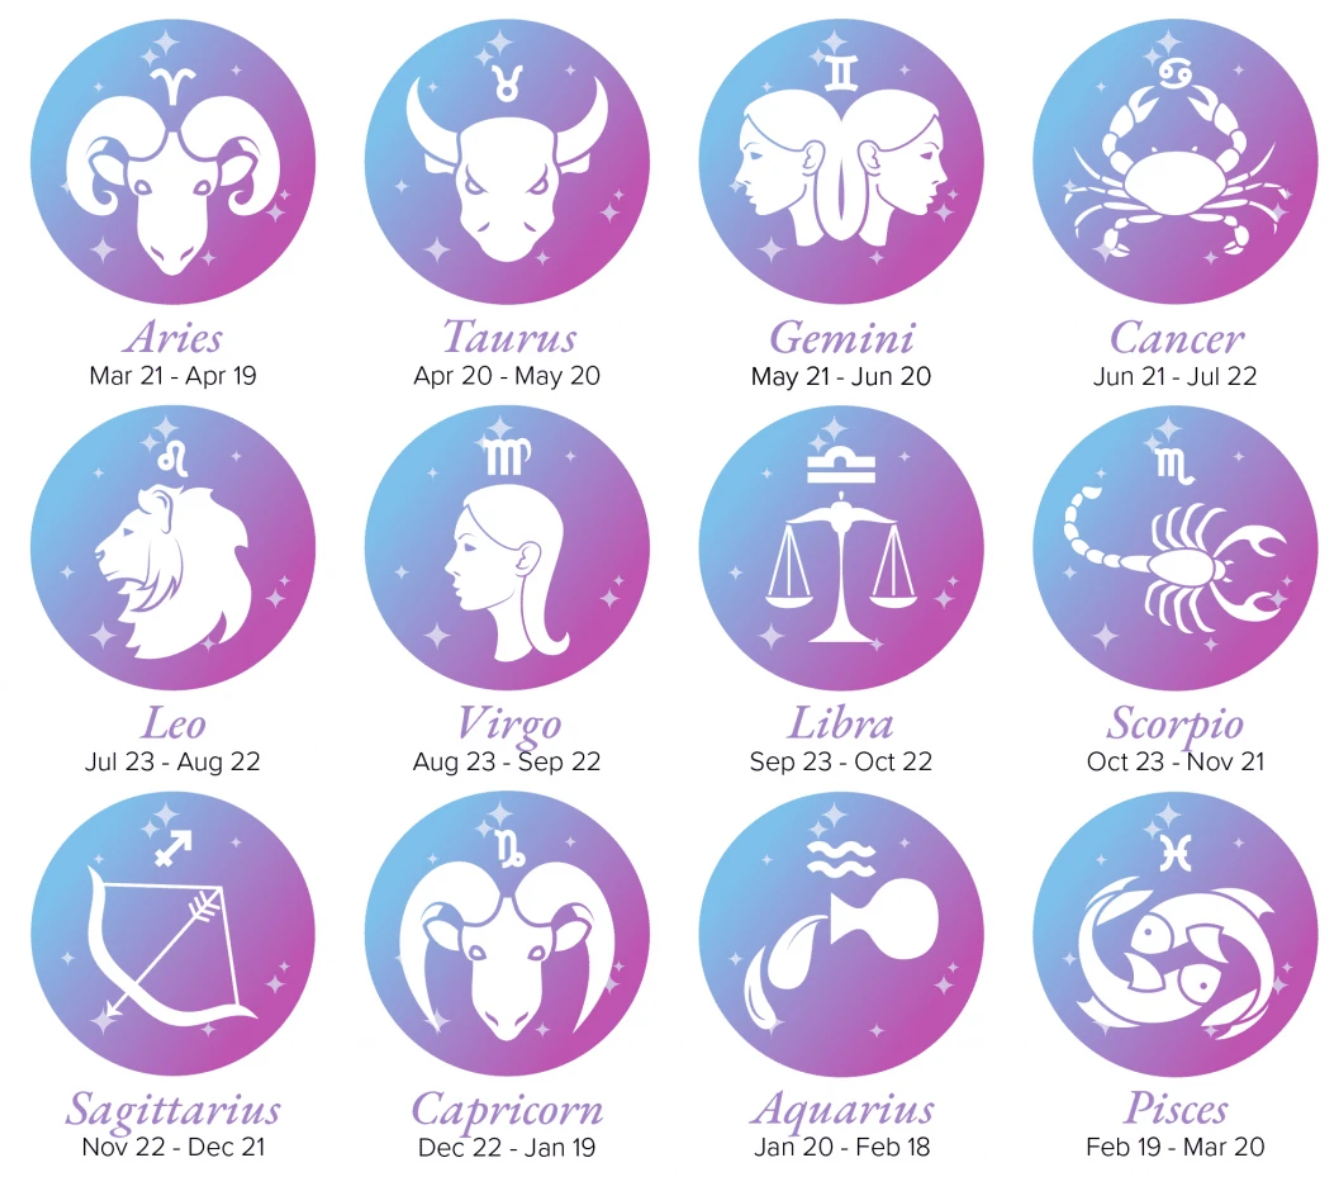 ♈ ♉ ♊ ♋
Aries Taurus Gemini Cancer
Mar 21 - Apr 19 Apr 20 - May 20 May 21 - Jun 20 Jun 21 - Jul 22
♌ ♍ ♎ ♏
Leo Virgo Libra Scorpio
Jul 23 - Aug 22 Aug 23 - Sep 22 Sep 23 - Oct 22 Oct 23 - Nov 21
♐ ♑ ♒ ♓
Sagittarius Capricorn Aquarius Pisces
Nov 22 - Dec 21 Dec 22 - Jan 19 Jan 20 - Feb 18 Feb 19 - Mar 20